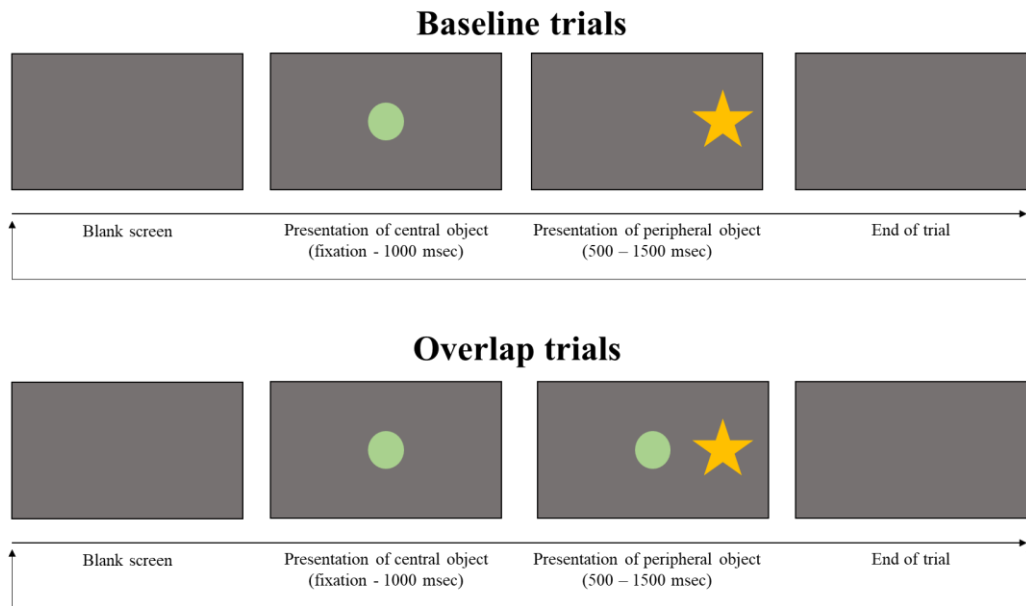 Baseline trials
Blank screen
Presentation of central object
(fixation - 1000 msec)
Presentation of peripheral object
(500 – 1500 msec)
End of trial
Overlap trials
Blank screen
Presentation of central object
(fixation - 1000 msec)
Presentation of peripheral object
(500 – 1500 msec)
End of trial